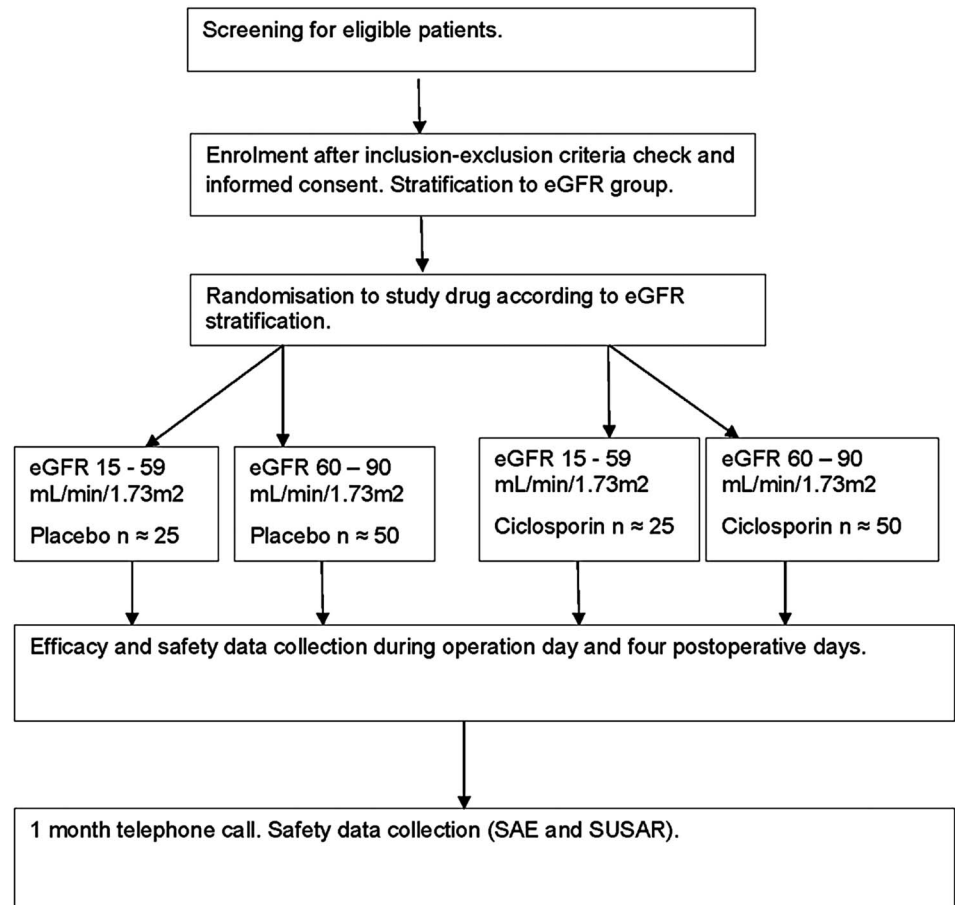 Screening for eligible patients.
Enrolment after inclusion-exclusion criteria check and
informed consent. Stratification to eGFR group.
Randomisation to study drug according to eGFR
stratification.
eGFR 15 - 59
mL/min/1.73m2
Placebo n ≈ 25
eGFR 60 – 90
mL/min/1.73m2
Placebo n ≈ 50
eGFR 15 - 59
mL/min/1.73m2
Ciclosporin n ≈ 25
eGFR 60 – 90
mL/min/1.73m2
Ciclosporin n ≈ 50
Efficacy and safety data collection during operation day and four postoperative days.
1 month telephone call. Safety data collection (SAE and SUSAR).